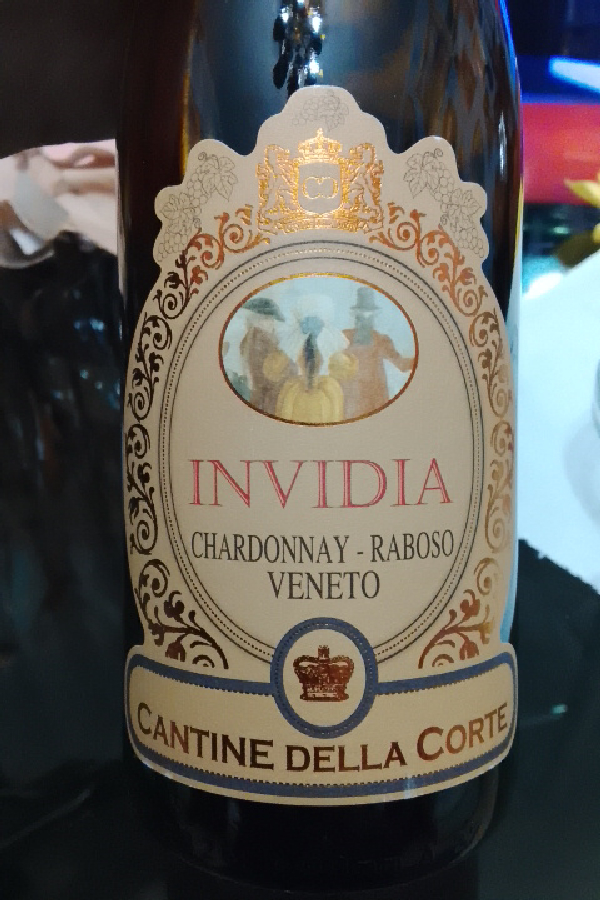 INVIDIA
CHARDONNAY - RABOSO
VENETO
CANTINE DELLA CORTE